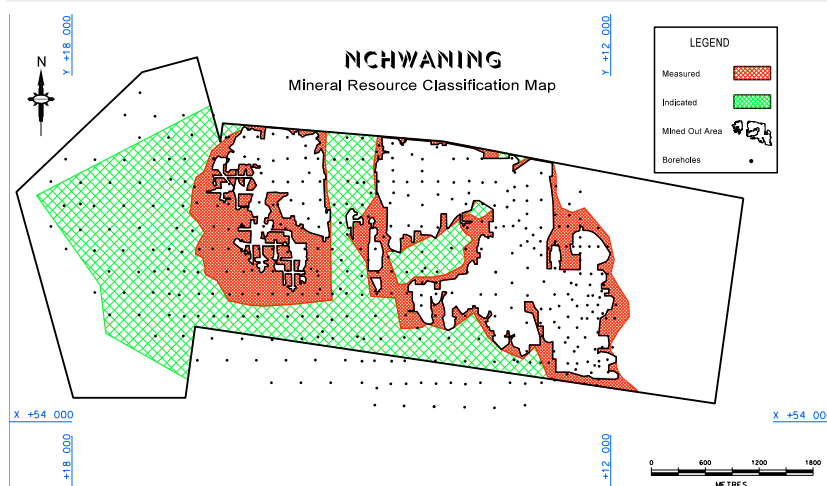 Y +18 000
Y +12 000
N
NCHWANING
Mineral Resource Classification Map
LEGEND
Measured
Indicated
Mined Out Area
Boreholes
X +54 000
X +54 00
+18 000
+12 000
0 600 1200 1800
METRES